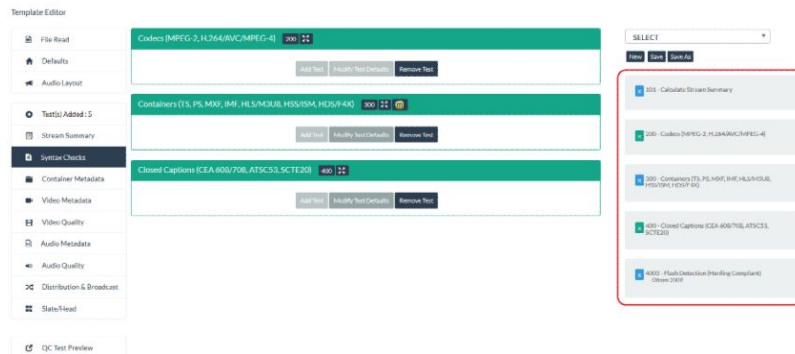 Template Editor
File Read
Defaults
Audio Layout
Test(s) Added : 5
Stream Summary
Syntax Checks
Container Metadata
Video Metadata
Video Quality
Audio Metadata
Audio Quality
Distribution & Broadcast
Slate/Head
QC Test Preview
Codecs (MPEG-2, H.264/AVC/MPEG-4) 200
Add Test Modify Test Defaults Remove Test
Containers (TS, PS, MXF, IMF, HLS/M3U8, HSS/ISM, HDS/F4X) 300
Add Test Modify Test Defaults Remove Test
Closed Captions (CEA 608/708, ATSC53, SCTE20) 400
Add Test Modify Test Defaults Remove Test
SELECT
New Save Save As
101 - Calculate Stream Summary
200 - Codecs (MPEG-2, H.264/AVC/MPEG-4)
300 - Containers (TS, PS, MXF, IMF, HLS/M3U8,
HSS/ISM, HDS/F4X)
400 - Closed Captions (CEA 608/708, ATSC53,
SCTE20)
4003 - Flash Detection (Harding Compliant)
Ofcom 2009